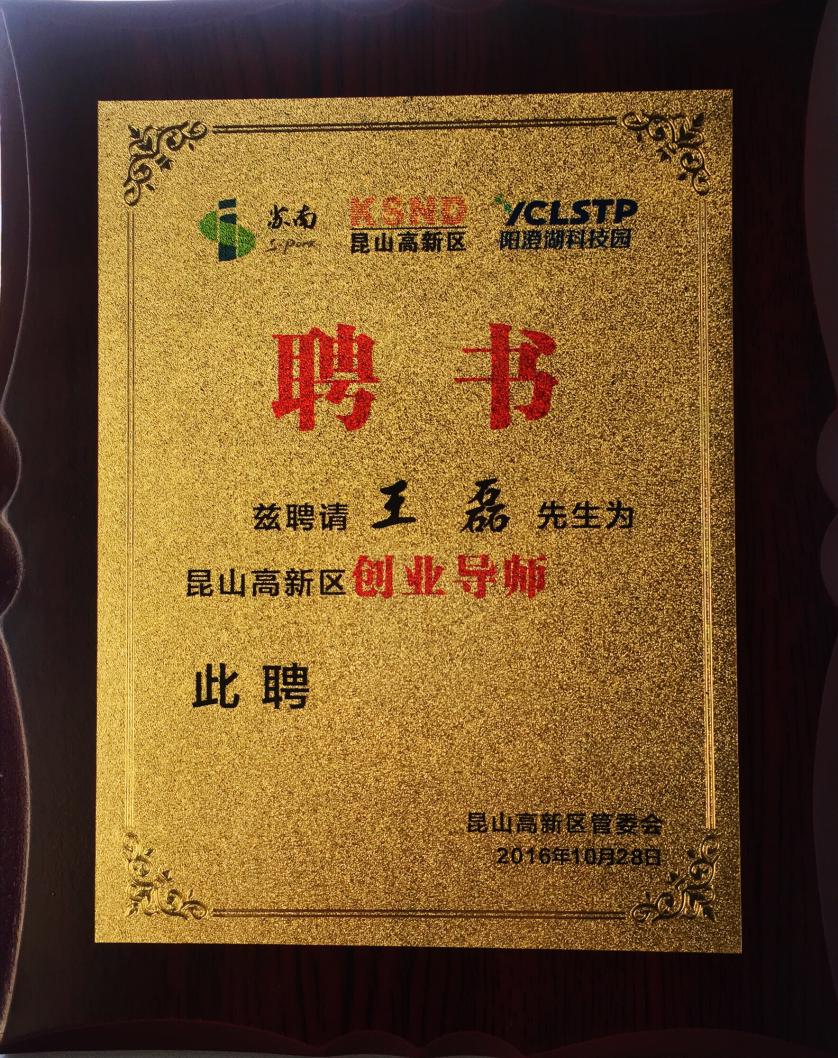 苏南 KSND YCLSTP
S-Park 昆山高新区 阳澄湖科技园
聘 书
兹聘请 王 磊 先生为
昆山高新区创业导师
此聘
昆山高新区管委会
2016年10月28日